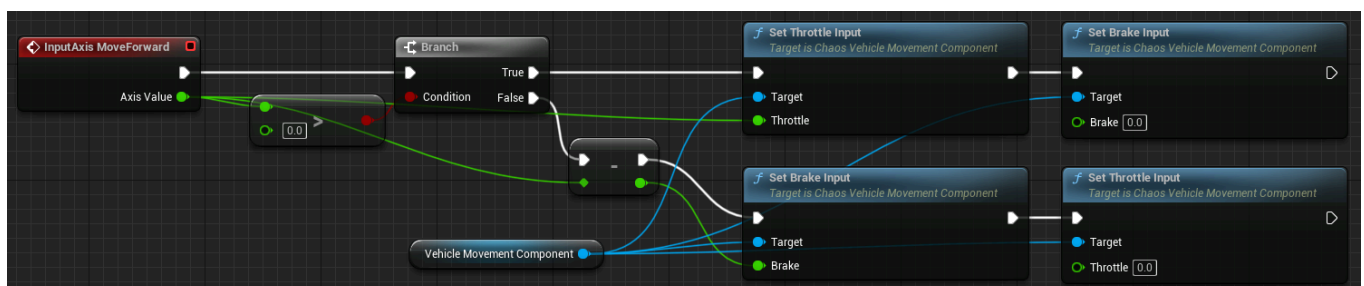 InputAxis MoveForward
Axis Value
0.0
>
Branch
True
Condition
False
-
Vehicle Movement Component
f Set Throttle Input
Target is Chaos Vehicle Movement Component
Target
Throttle
f Set Brake Input
Target is Chaos Vehicle Movement Component
Target
Brake 0.0
f Set Brake Input
Target is Chaos Vehicle Movement Component
Target
Brake
f Set Throttle Input
Target is Chaos Vehicle Movement Component
Target
Throttle 0.0